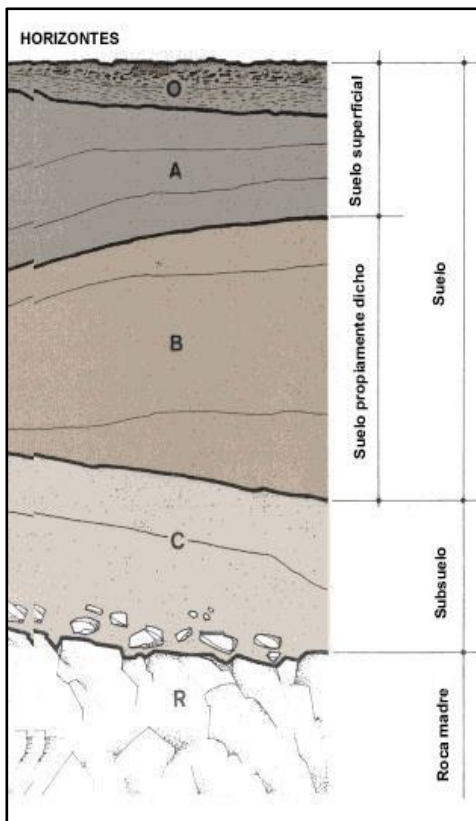 HORIZONTES
O
A
B
C
R
Suelo superficial
Suelo propiamente dicho
Suelo
Subsuelo
Roca madre